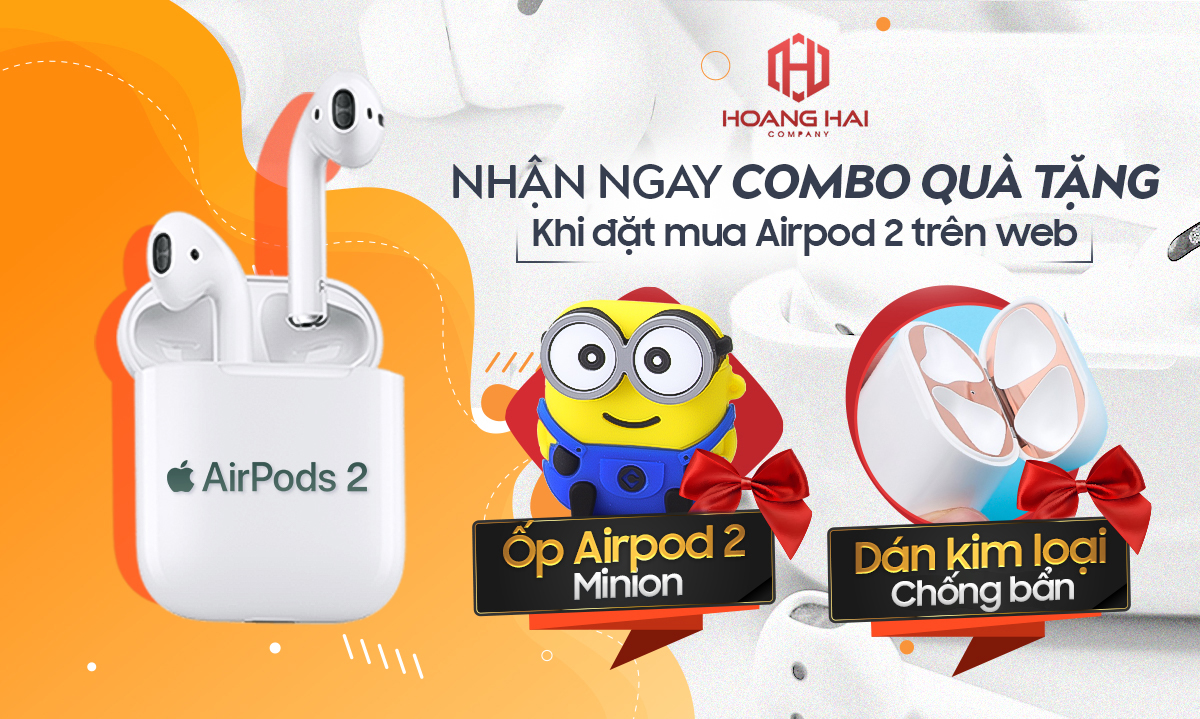 HOANG HAI
COMPANY
NHẬN NGAY COMBO QUÀ TẶNG
Khi đặt mua Airpod 2 trên web
AirPods 2
Ốp Airpod 2
Minion
Dán kim loại
Chống bẩn